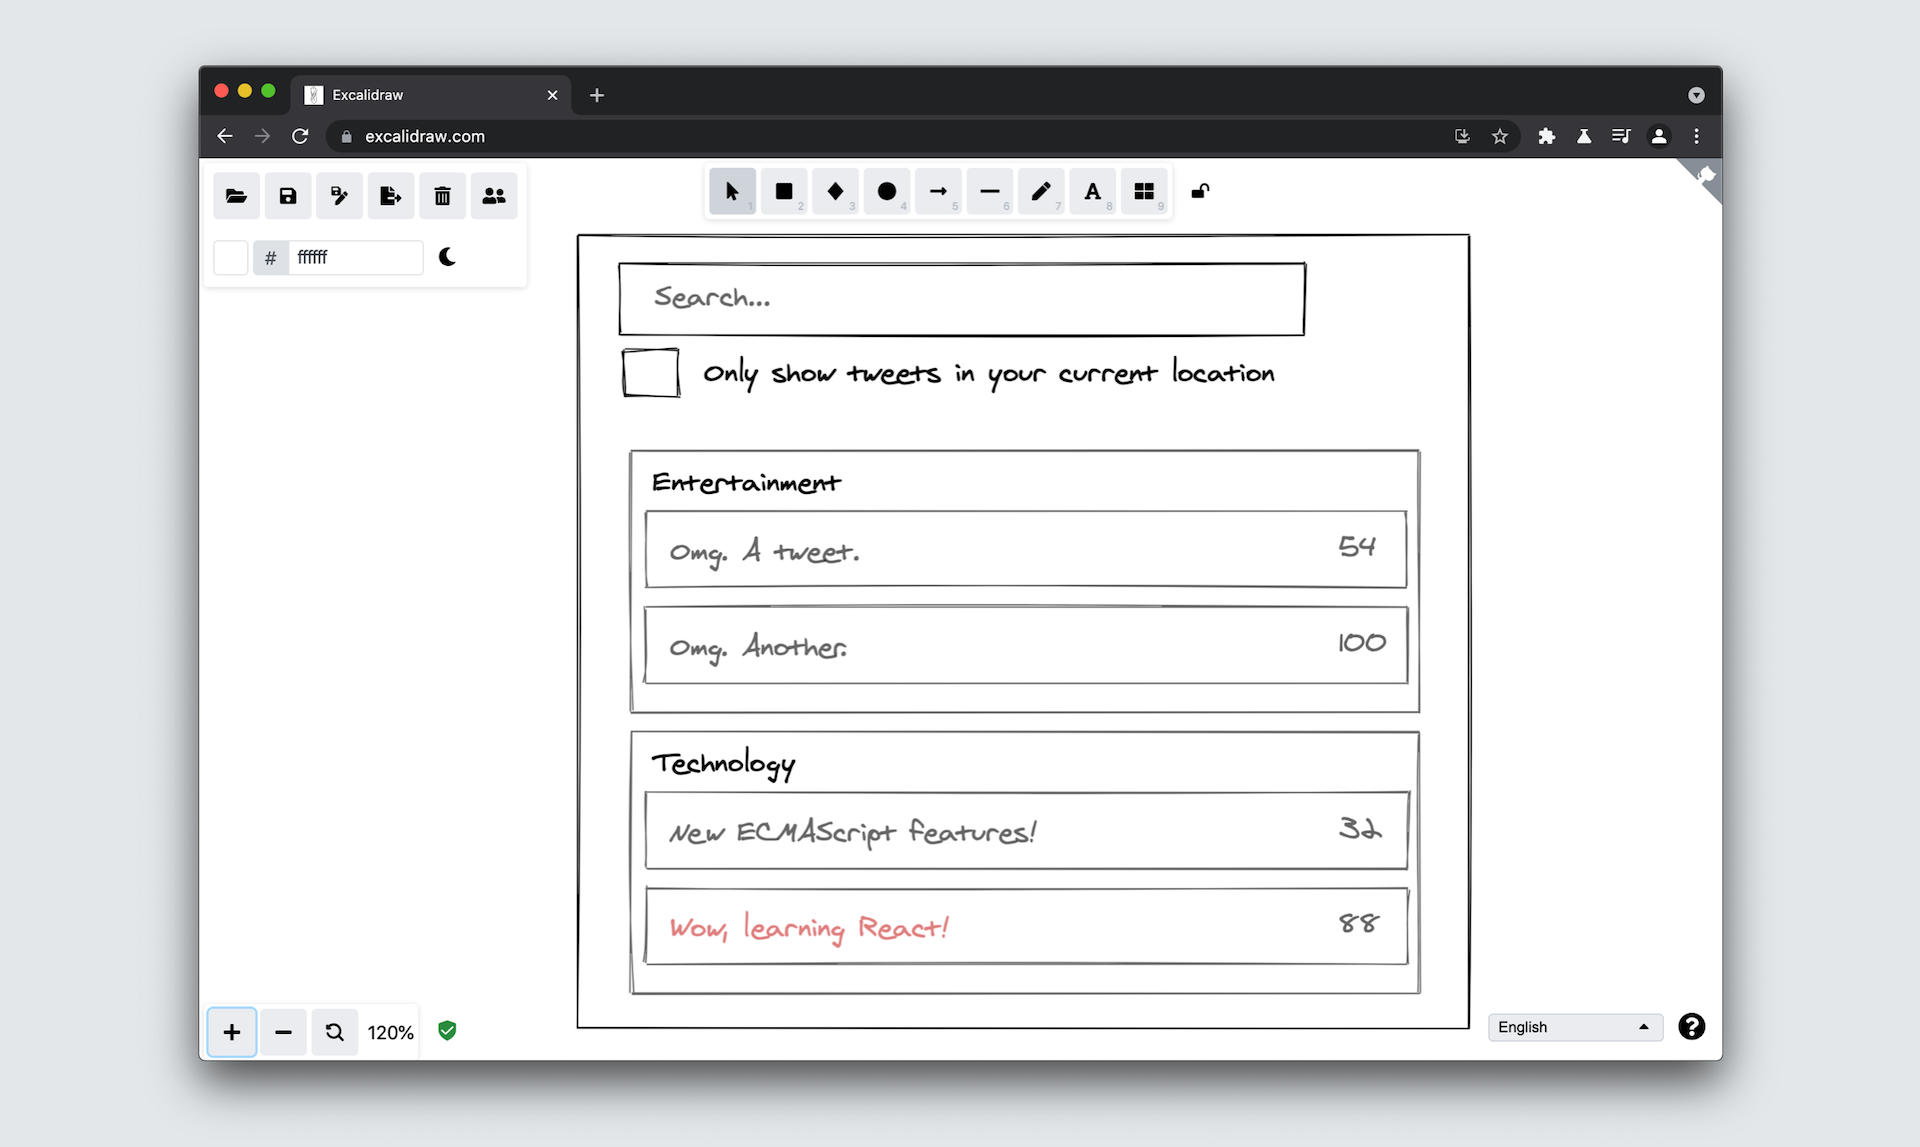 Excalidraw
excalidraw.com
1 2 3 4 5 6 A 7 8 9
# ffffff
Search...
Only show tweets in your current location
Entertainment
Omg. A tweet. 54
Omg. Another. 100
Technology
New ECMAScript features! 32
Wow, learning React! 88
120%
English